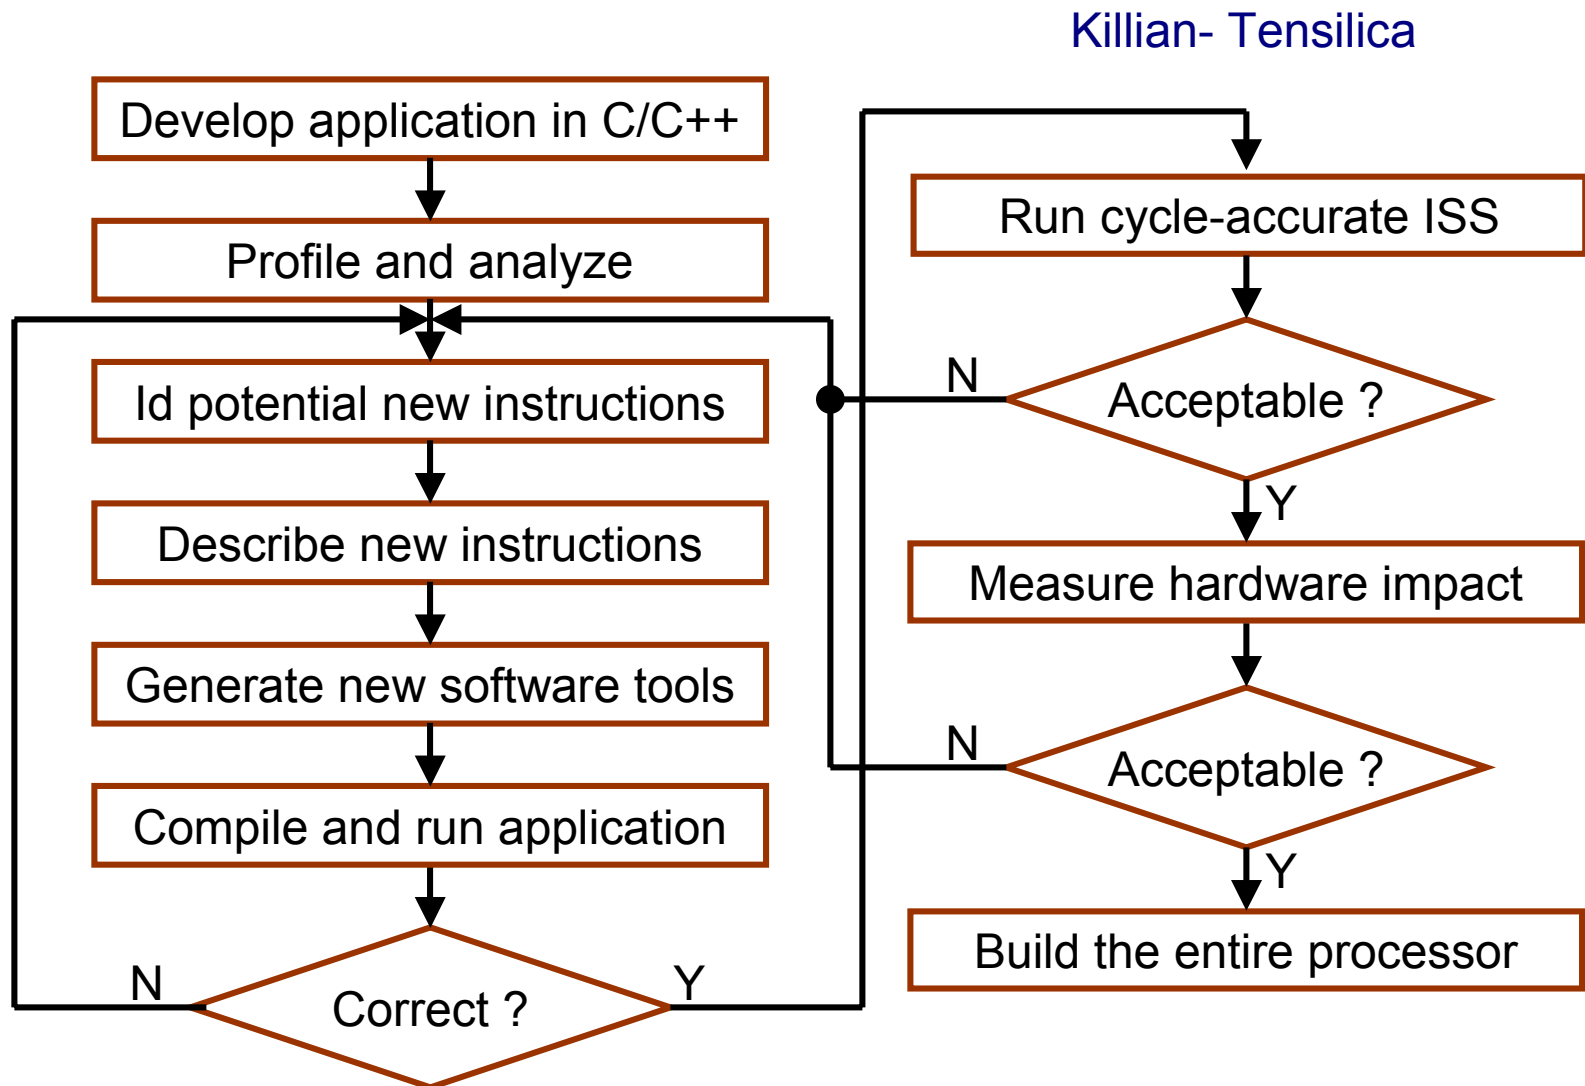 Killian- Tensilica
Develop application in C/C++
Profile and analyze
Id potential new instructions
Describe new instructions
Generate new software tools
Compile and run application
N
Correct ?
Y
Run cycle-accurate ISS
N
Acceptable ?
Y
Measure hardware impact
N
Acceptable ?
Y
Build the entire processor